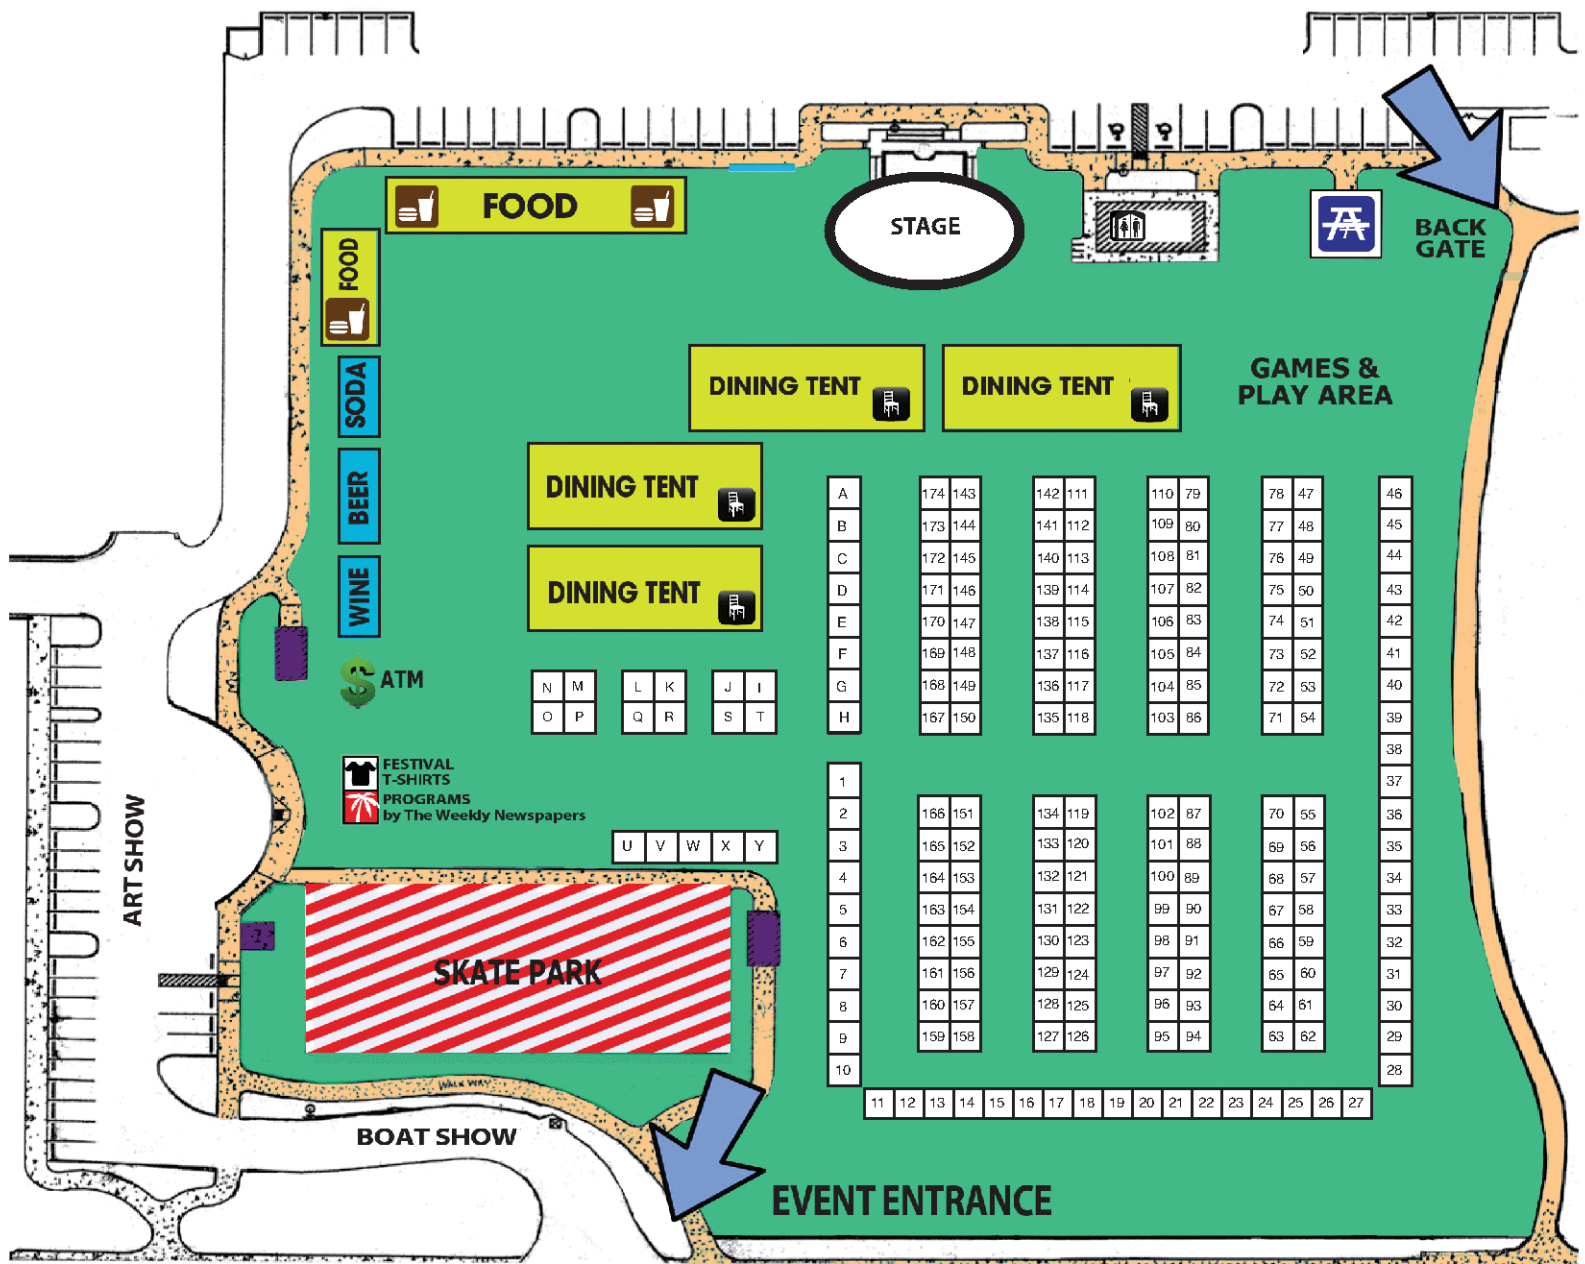 FOOD
STAGE
BACK
GATE
FOOD
SODA
BEER
WINE
DINING TENT
DINING TENT
GAMES &
PLAY AREA
DINING TENT
DINING TENT
$ ATM
A 174 143 142 111 110 79 78 47 46
B 173 144 141 112 109 80 77 48 45
C 172 145 140 113 108 81 76 49 44
D 171 146 139 114 107 82 75 50 43
E 170 147 138 115 106 83 74 51 42
F 169 148 137 116 105 84 73 52 41
N M L K J I G 168 149 136 117 104 85 72 53 40
O P Q R S T H 167 150 135 118 103 86 71 54 39
38
FESTIVAL
T-SHIRTS
PROGRAMS
by The Weekly Newspapers
1 37
2 166 151 134 119 102 87 70 55 36
U V W X Y 3 165 152 133 120 101 88 69 56 35
4 164 153 132 121 100 89 68 57 34
5 163 154 131 122 99 90 67 58 33
6 162 155 130 123 98 91 66 59 32
7 161 156 129 124 97 92 65 60 31
8 160 157 128 125 96 93 64 61 30
9 159 158 127 126 95 94 63 62 29
10 28
11 12 13 14 15 16 17 18 19 20 21 22 23 24 25 26 27
ART SHOW
SKATE PARK
WALK WAY
BOAT SHOW
EVENT ENTRANCE